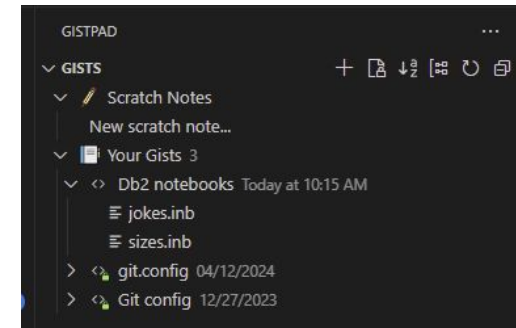 GISTPAD
GISTS
Scratch Notes
New scratch note...
Your Gists 3
Db2 notebooks Today at 10:15 AM
jokes.inb
sizes.inb
git.config 04/12/2024
Git config 12/27/2023